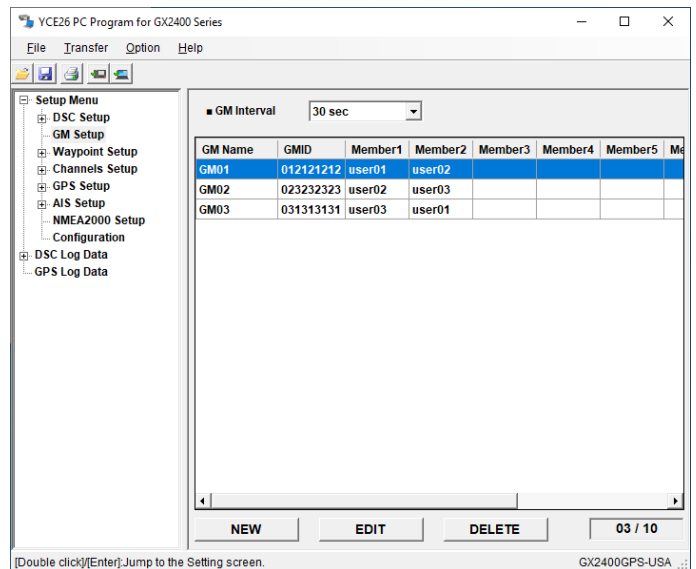 YCE26 PC Program for GX2400 Series
File Transfer Option Help
Setup Menu
DSC Setup
GM Setup
Waypoint Setup
Channels Setup
GPS Setup
AIS Setup
NMEA2000 Setup
Configuration
DSC Log Data
GPS Log Data
GM Interval 30 sec
GM Name GMID Member1 Member2 Member3 Member4 Member5 Me
GM01 012121212 user01 user02
GM02 023232323 user02 user03
GM03 031313131 user03 user01
NEW EDIT DELETE 03 / 10
[Double click]/[Enter]:Jump to the Setting screen. GX2400GPS-USA